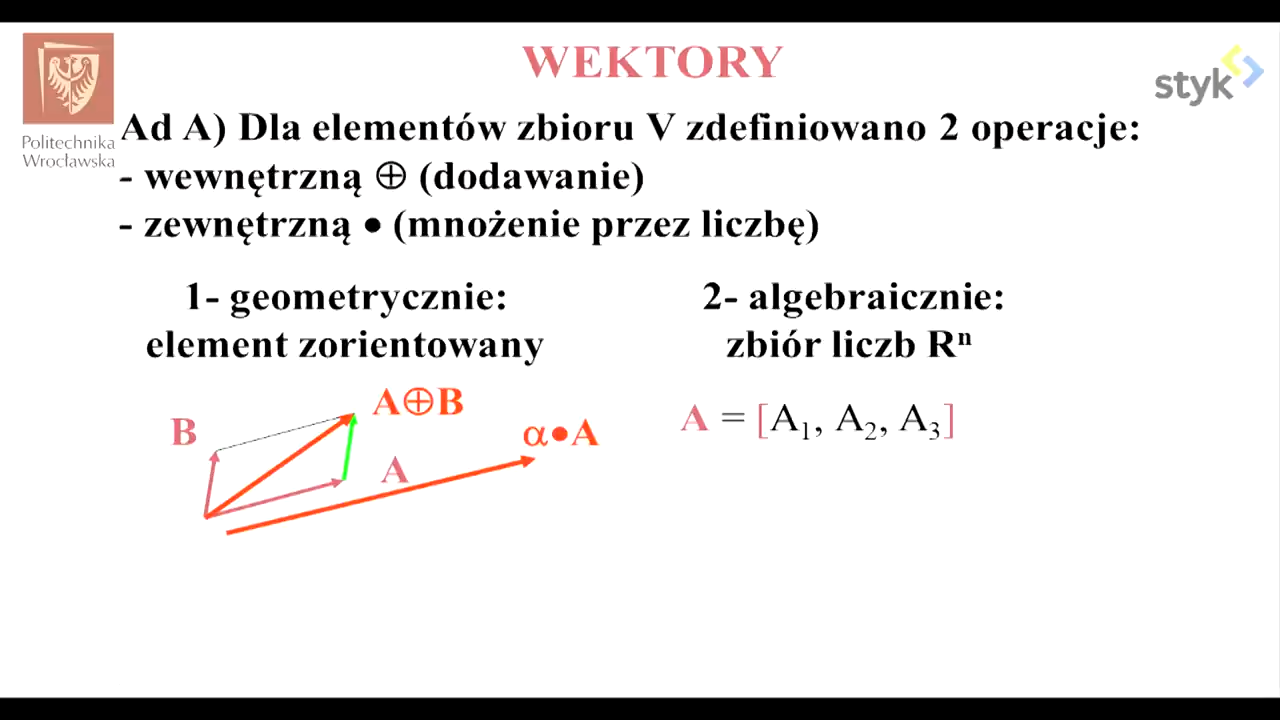 WEKTORY
styk
Politechnika
Wrocławska
Ad A) Dla elementów zbioru V zdefiniowano 2 operacje:
- wewnętrzną ⊕ (dodawanie)
- zewnętrzną ● (mnożenie przez liczbę)
1- geometrycznie:
element zorientowany
2- algebraicznie:
zbiór liczb Rⁿ
A⊕B
B
α●A
A
A = [A₁, A₂, A₃]